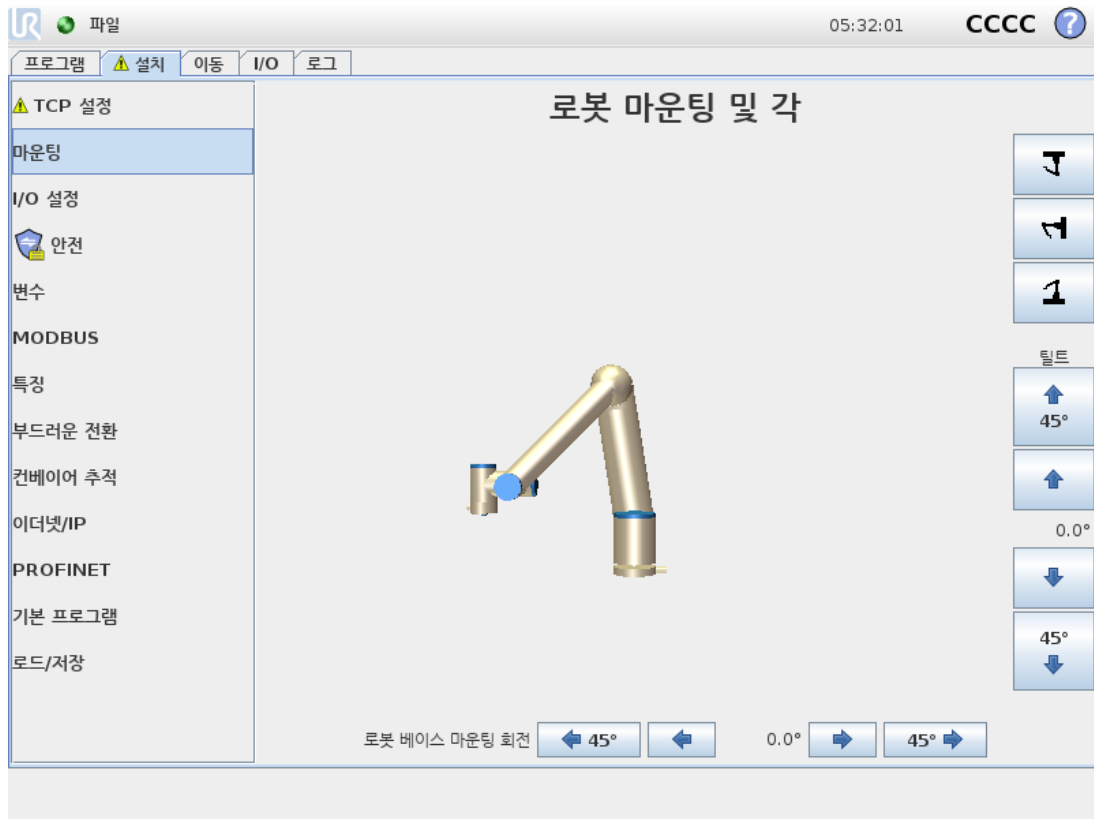 UR 파일 05:32:01 CCCC ?
프로그램 설치 이동 I/O 로그
TCP 설정
마운팅
I/O 설정
안전
변수
MODBUS
특징
부드러운 전환
컨베이어 추적
이더넷/IP
PROFINET
기본 프로그램
로드/저장
로봇 마운팅 및 각
틸트
45°
0.0°
45°
로봇 베이스 마운팅 회전 45° 0.0° 45°